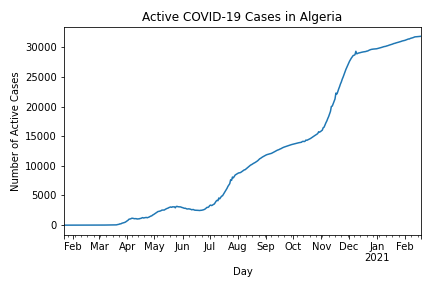 Active COVID-19 Cases in Algeria
30000
25000
20000
15000
10000
5000
0
Number of Active Cases
Feb Mar Apr May Jun Jul Aug Sep Oct Nov Dec Jan Feb
2021
Day